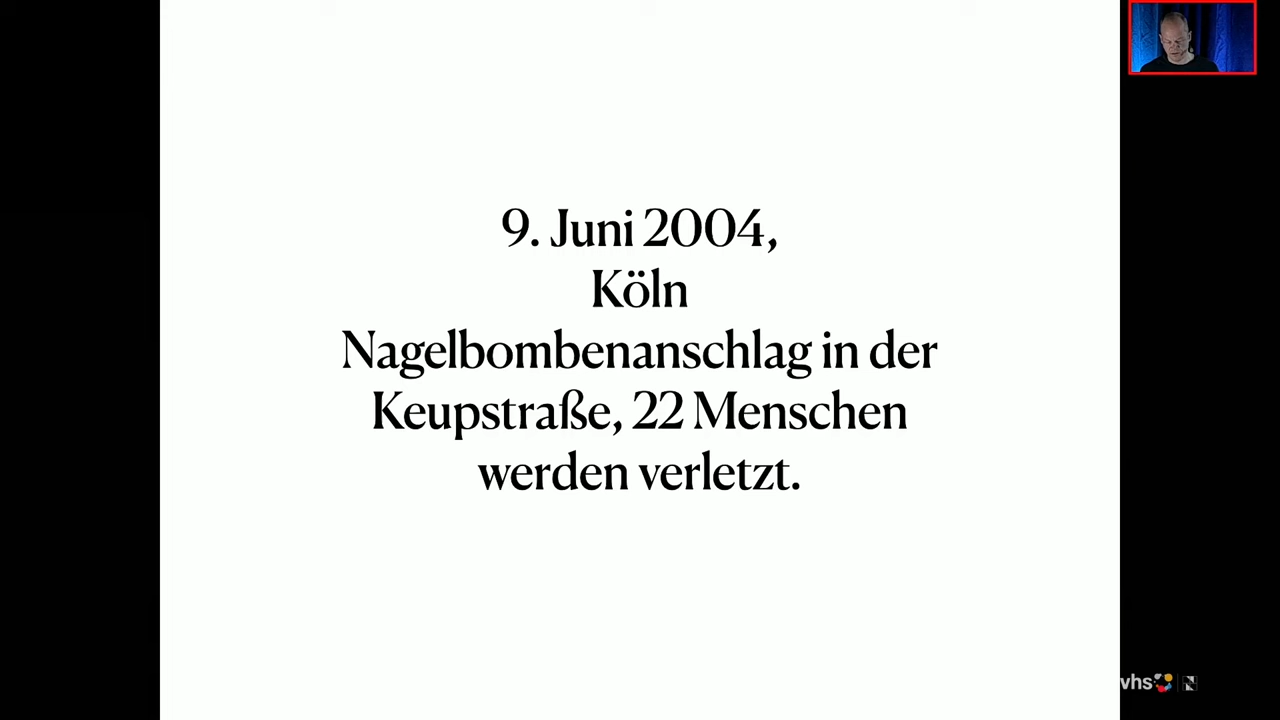 9. Juni 2004,
Köln
Nagelbombenanschlag in der
Keupstraße, 22 Menschen
werden verletzt.
vhs